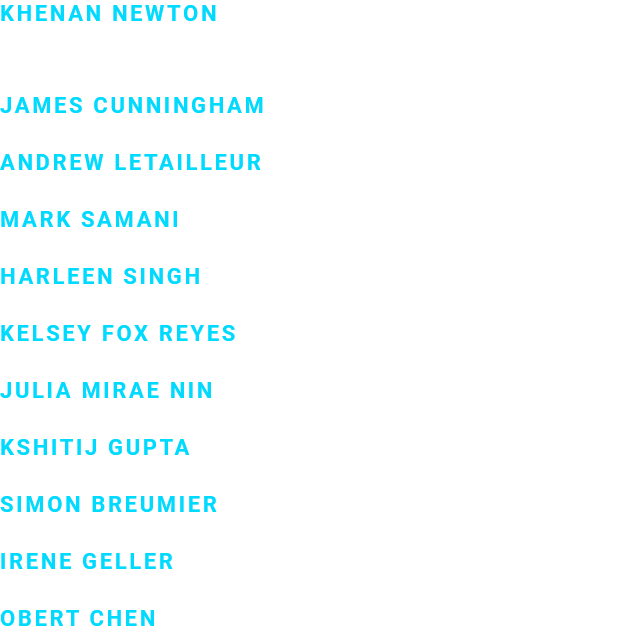 KHENAN NEWTON
JAMES CUNNINGHAM
ANDREW LETAILLEUR
MARK SAMANI
HARLEEN SINGH
KELSEY FOX REYES
JULIA MIRAE NIN
KSHITIJ GUPTA
SIMON BREUMIER
IRENE GELLER
OBERT CHEN